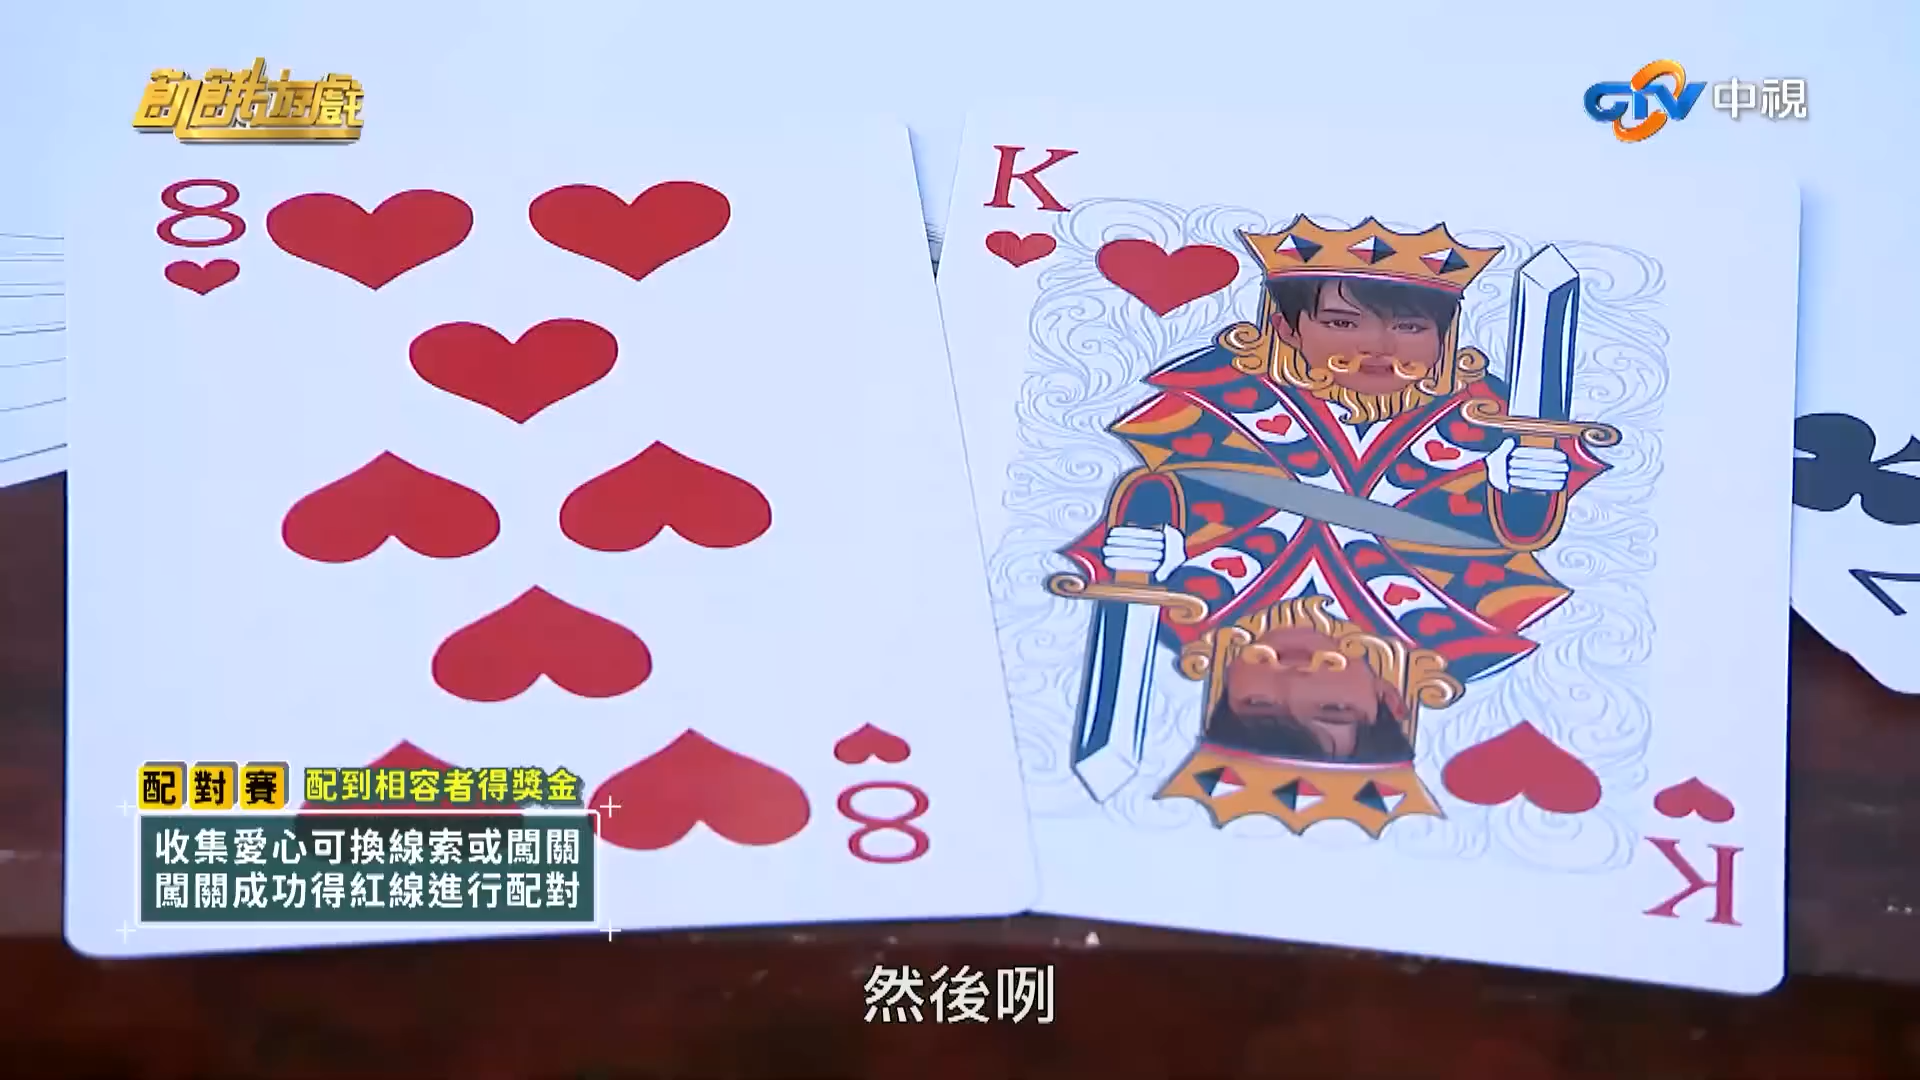 飢餓遊戲
CTV 中視
8
K
8
K
配對賽 配到相容者得獎金
收集愛心可換線索或闖關
闖關成功得紅線進行配對
然後咧